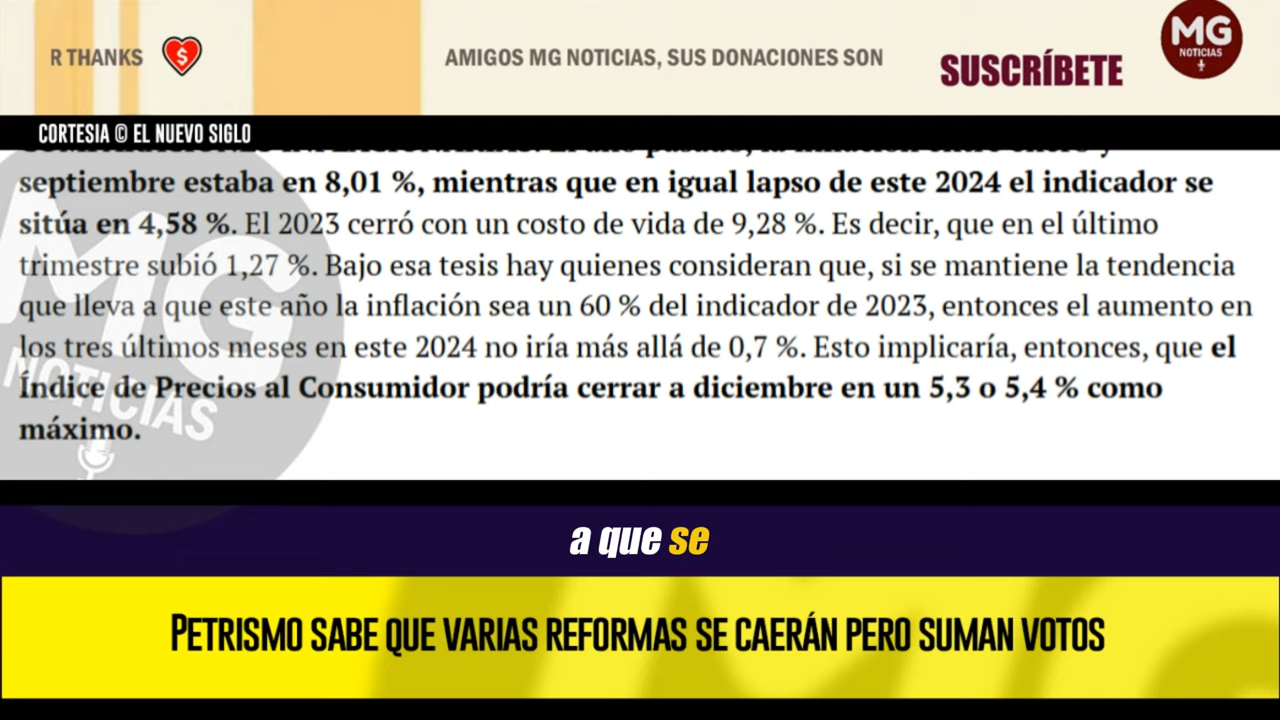 R THANKS
AMIGOS MG NOTICIAS, SUS DONACIONES SON
SUSCRÍBETE
MG
NOTICIAS
CORTESIA © EL NUEVO SIGLO
septiembre estaba en 8,01 %, mientras que en igual lapso de este 2024 el indicador se
sitúa en 4,58 %. El 2023 cerró con un costo de vida de 9,28 %. Es decir, que en el último
trimestre subió 1,27 %. Bajo esa tesis hay quienes consideran que, si se mantiene la tendencia
que lleva a que este año la inflación sea un 60 % del indicador de 2023, entonces el aumento en
los tres últimos meses en este 2024 no iría más allá de 0,7 %. Esto implicaría, entonces, que el
Índice de Precios al Consumidor podría cerrar a diciembre en un 5,3 o 5,4 % como
máximo.
MG
NOTICIAS
a que se
PETRISMO SABE QUE VARIAS REFORMAS SE CAERÁN PERO SUMAN VOTOS